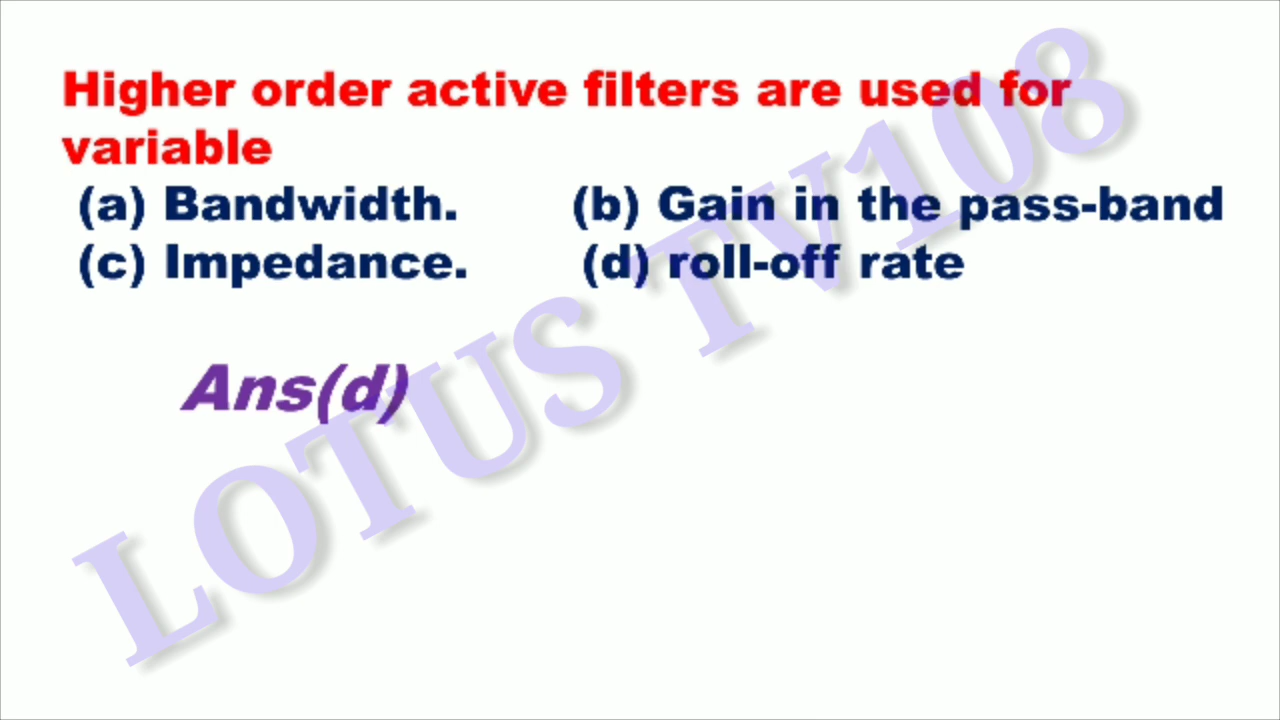 Higher order active filters are used for
variable
(a) Bandwidth. (b) Gain in the pass-band
(c) Impedance. (d) roll-off rate
Ans(d)
LOTUS TV108